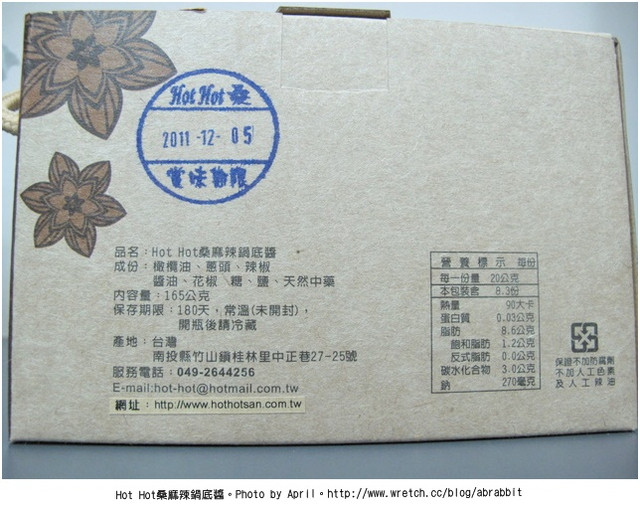 Hot Hot 桑
2011-12-05
賞味期限
品名：Hot Hot桑麻辣鍋底醬
成份：橄欖油、蔥頭、辣椒
醬油、花椒、糖、鹽、天然中藥
內容量：165公克
保存期限：180天，常溫(未開封)，
開瓶後請冷藏
產地：台灣
南投縣竹山鎮桂林里中正巷27-25號
服務電話：049-2644256
E-mail:hot-hot@hotmail.com.tw
網址：http://www.hothotsan.com.tw
營養標示 每份
每一份量 20公克
本包裝含 8.3份
熱量 90大卡
蛋白質 0.03公克
脂肪 8.6公克
飽和脂肪 1.2公克
反式脂肪 0.0公克
碳水化合物 3.0公克
鈉 270毫克
保證不加防腐劑
不加人工色素
及人工辣油
Hot Hot桑麻辣鍋底醬。Photo by April。http://www.wretch.cc/blog/abrabbit